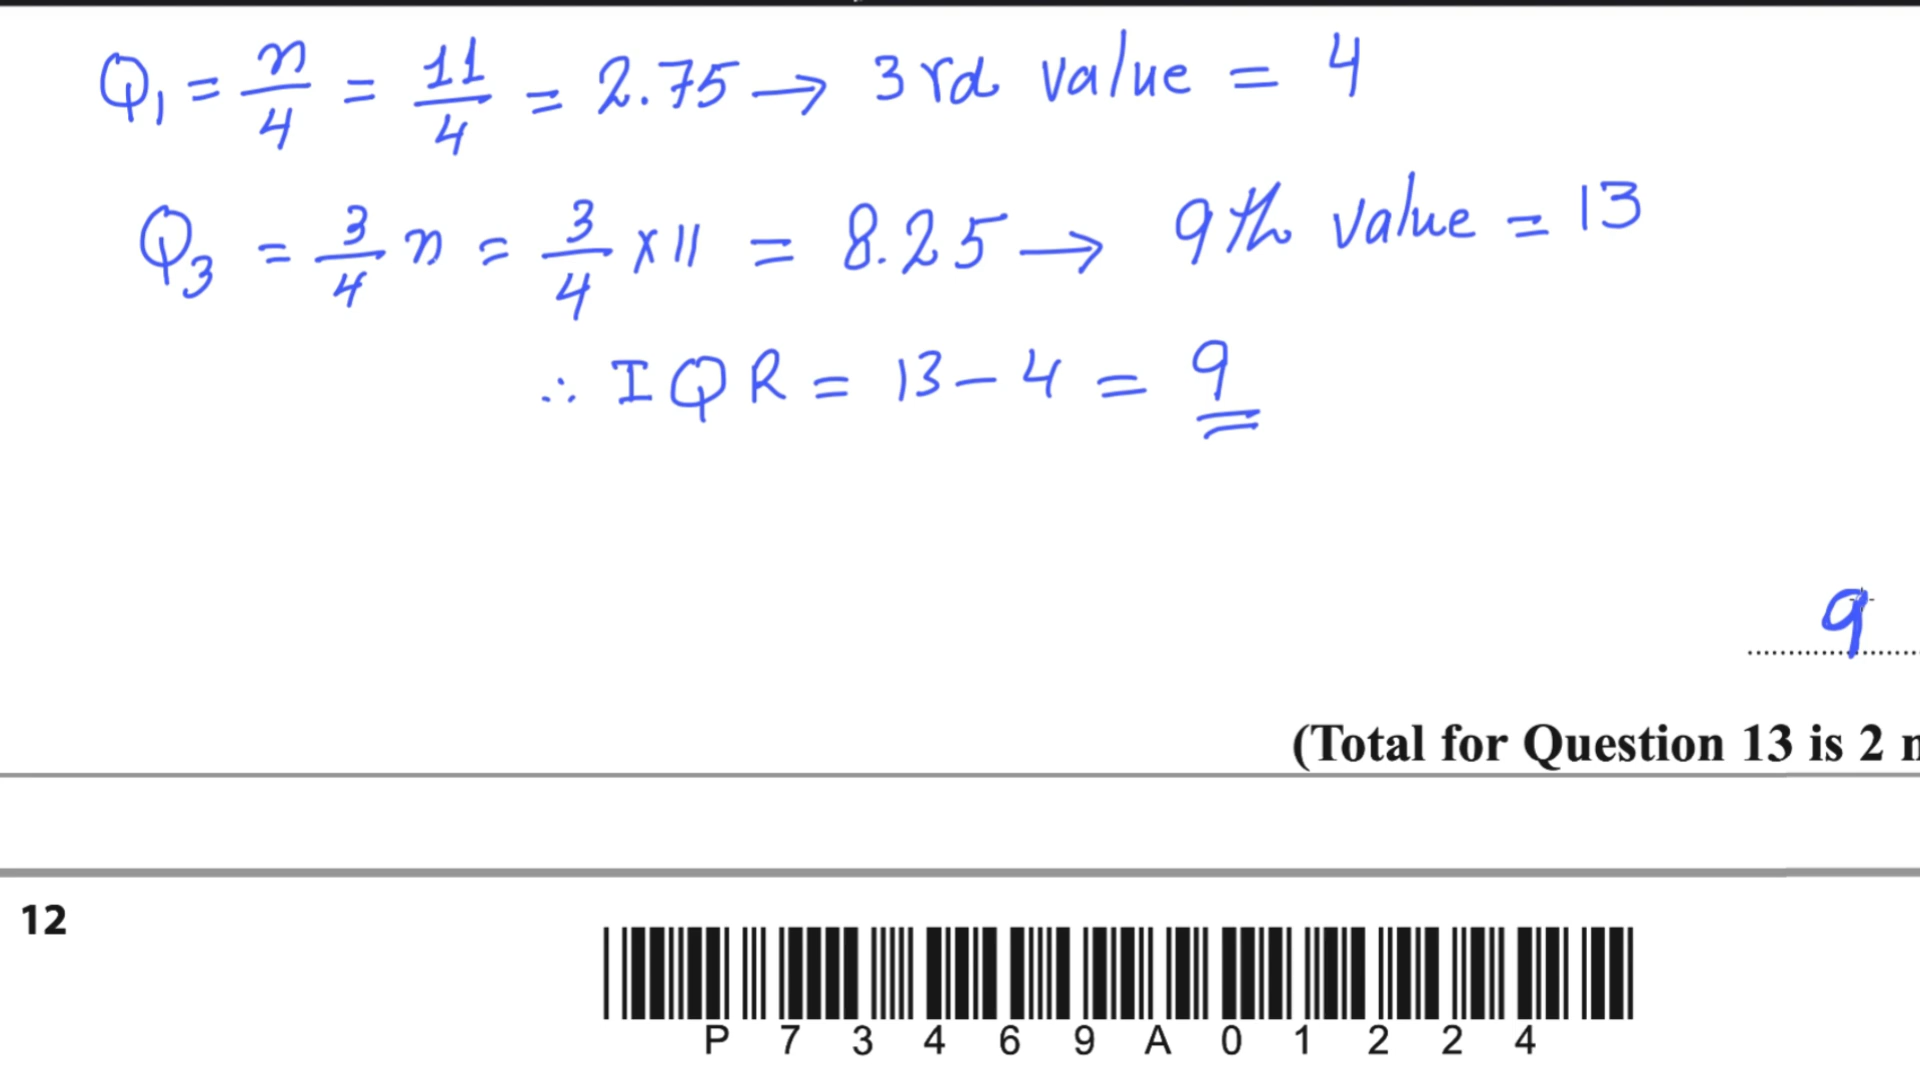 Q₁ = n/4 = 11/4 = 2.75 → 3rd value = 4
Q₃ = 3/4 n = 3/4 × 11 = 8.25 → 9th value = 13
∴ IQR = 13 – 4 = 9
9
(Total for Question 13 is 2
12
P 7 3 4 6 9 A 0 1 2 2 4